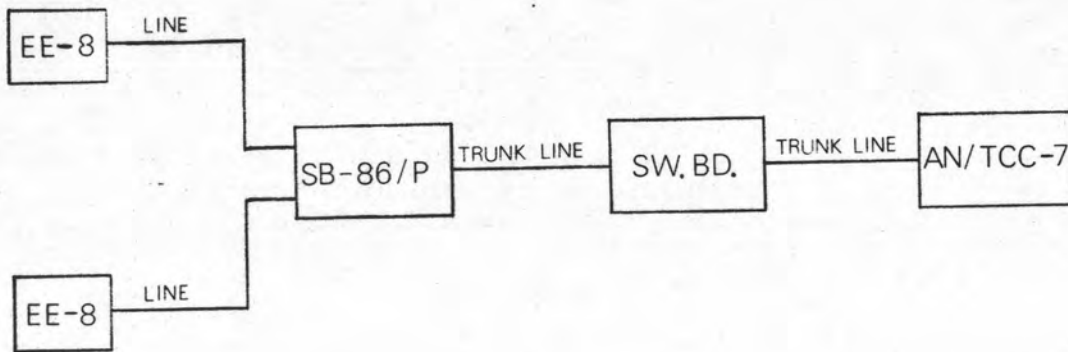 EE-8
LINE
SB-86/P
TRUNK LINE
SW. BD.
TRUNK LINE
AN/TCC-7
EE-8
LINE